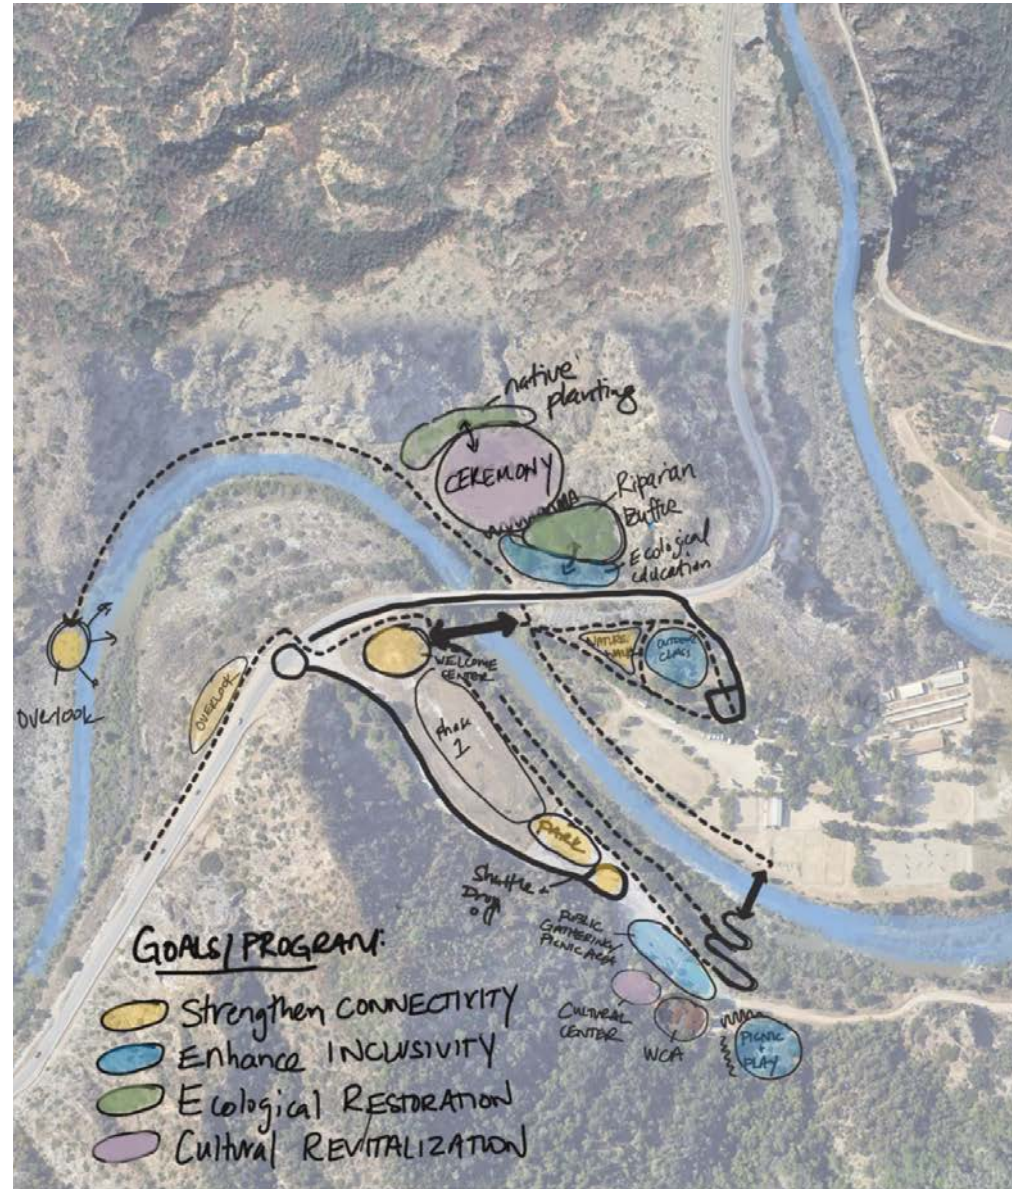 native
planting
CEREMONY
Riparian
Buffer
Ecological
education
NATURE
OUTDOOR
CLASS
WELCOME
CENTER
OVERLOOK
Overlook
Phase
1
PARK
Shuttle
Drop
PUBLIC
GATHERING/
PICNIC AREA
CULTURAL
CENTER
WCA
PICNIC
+
PLAY
GOALS/PROGRAM:
Strengthen CONNECTIVITY
Enhance INCLUSIVITY
Ecological RESTORATION
Cultural REVITALIZATION